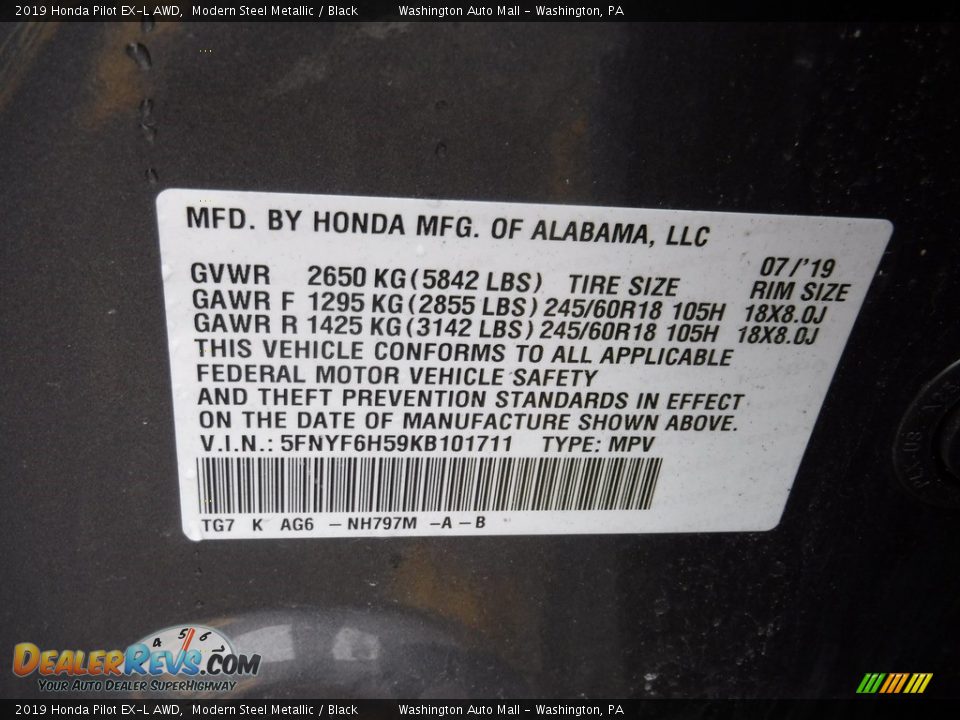 2019 Honda Pilot EX-L AWD, Modern Steel Metallic / Black Washington Auto Mall - Washington, PA
MFD. BY HONDA MFG. OF ALABAMA, LLC
07/'19
GVWR 2650 KG (5842 LBS) TIRE SIZE RIM SIZE
GAWR F 1295 KG (2855 LBS) 245/60R18 105H 18X8.0J
GAWR R 1425 KG (3142 LBS) 245/60R18 105H 18X8.0J
THIS VEHICLE CONFORMS TO ALL APPLICABLE
FEDERAL MOTOR VEHICLE SAFETY
AND THEFT PREVENTION STANDARDS IN EFFECT
ON THE DATE OF MANUFACTURE SHOWN ABOVE.
V.I.N.: 5FNYF6H59KB101711 TYPE: MPV
TG7 K AG6 - NH797M - A - B
4 5 6 7
DEALERREVS.COM
YOUR AUTO DEALER SUPERHIGHWAY
2019 Honda Pilot EX-L AWD, Modern Steel Metallic / Black Washington Auto Mall - Washington, PA